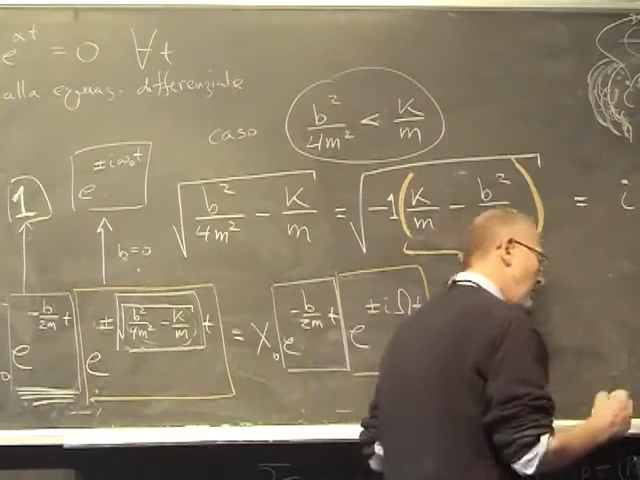 e^{αt} = 0 ∀t
alla equaz. differenziale
caso b²/4m² < K/m
1 e^{±iω₀t}
√(b²/4m² - K/m) = √(-1(K/m - b²
= i
b=0
e^{-b/2m t} e^{±√(b²/4m² - K/m) t} = X₀ e^{-b/2m t} e^{±iΩt}